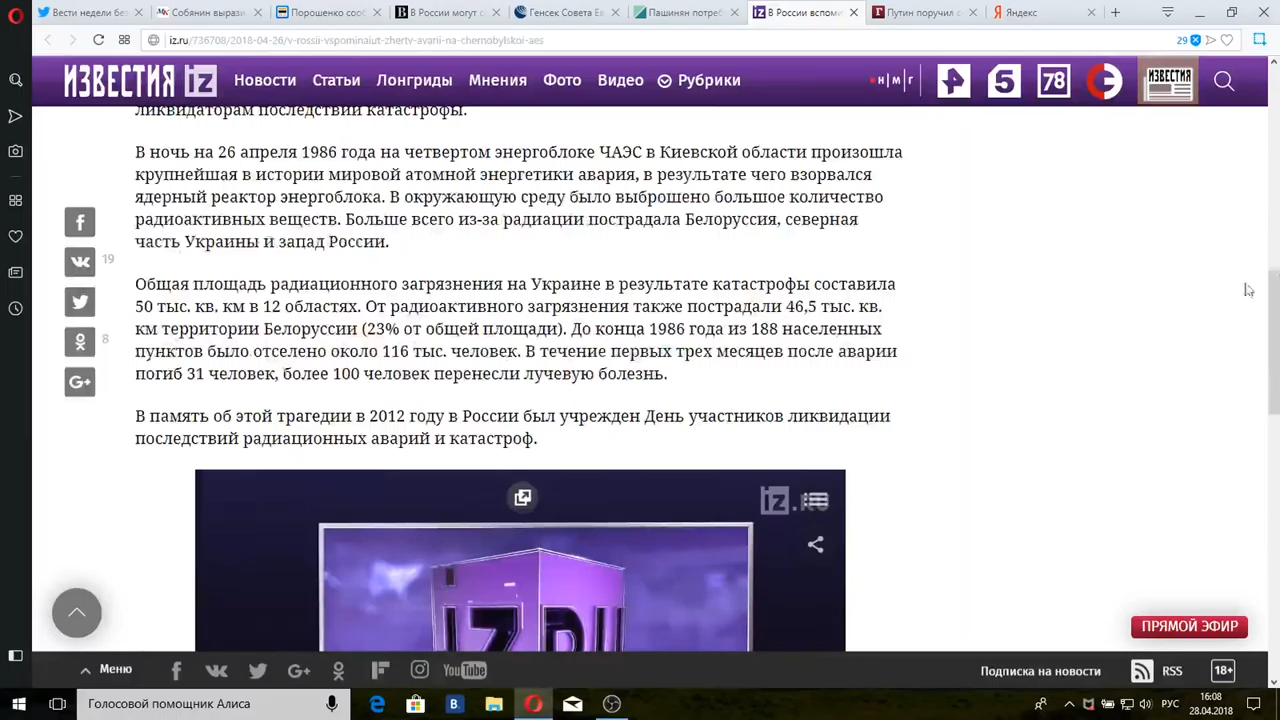 Вести недели без
Собянин вырази
Порошенко сооб
В России могут
Генсек Совета Ев
Пашинян потреб
В России вспоми
Путин поручил с
Яндекс
iz.ru/736708/2018-04-26/v-rossii-vspominaiut-zhertv-avarii-na-chernobylskoi-aes
29
ИЗВЕСТИЯ iz
Новости Статьи Лонгриды Мнения Фото Видео Рубрики
н|м|г
5
78
ИЗВЕСТИЯ
ликвидаторам последствий катастрофы.
В ночь на 26 апреля 1986 года на четвертом энергоблоке ЧАЭС в Киевской области произошла
крупнейшая в истории мировой атомной энергетики авария, в результате чего взорвался
ядерный реактор энергоблока. В окружающую среду было выброшено большое количество
радиоактивных веществ. Больше всего из-за радиации пострадала Белоруссия, северная
часть Украины и запад России.
19
Общая площадь радиационного загрязнения на Украине в результате катастрофы составила
50 тыс. кв. км в 12 областях. От радиоактивного загрязнения также пострадали 46,5 тыс. кв.
км территории Белоруссии (23% от общей площади). До конца 1986 года из 188 населенных
пунктов было отселено около 116 тыс. человек. В течение первых трех месяцев после аварии
погиб 31 человек, более 100 человек перенесли лучевую болезнь.
8
В память об этой трагедии в 2012 году в России был учрежден День участников ликвидации
последствий радиационных аварий и катастроф.
iz.ru
IZ.RU
ПРЯМОЙ ЭФИР
Меню
YouTube
Подписка на новости
RSS
18+
Голосовой помощник Алиса
РУС
16:08
28.04.2018